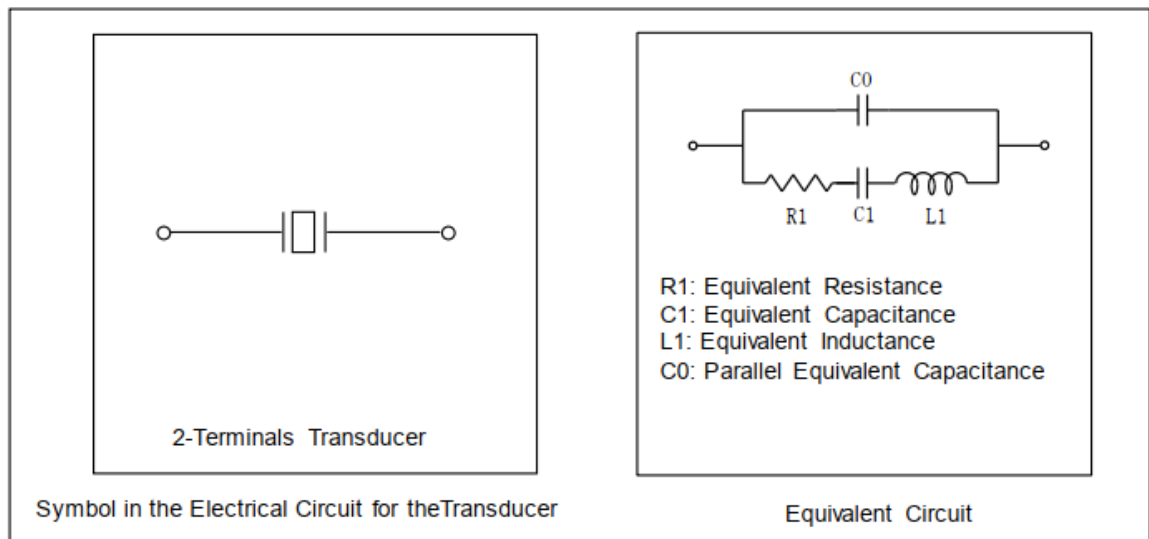 2-Terminals Transducer
Symbol in the Electrical Circuit for theTransducer
C0
R1
C1
L1
R1: Equivalent Resistance
C1: Equivalent Capacitance
L1: Equivalent Inductance
C0: Parallel Equivalent Capacitance
Equivalent Circuit